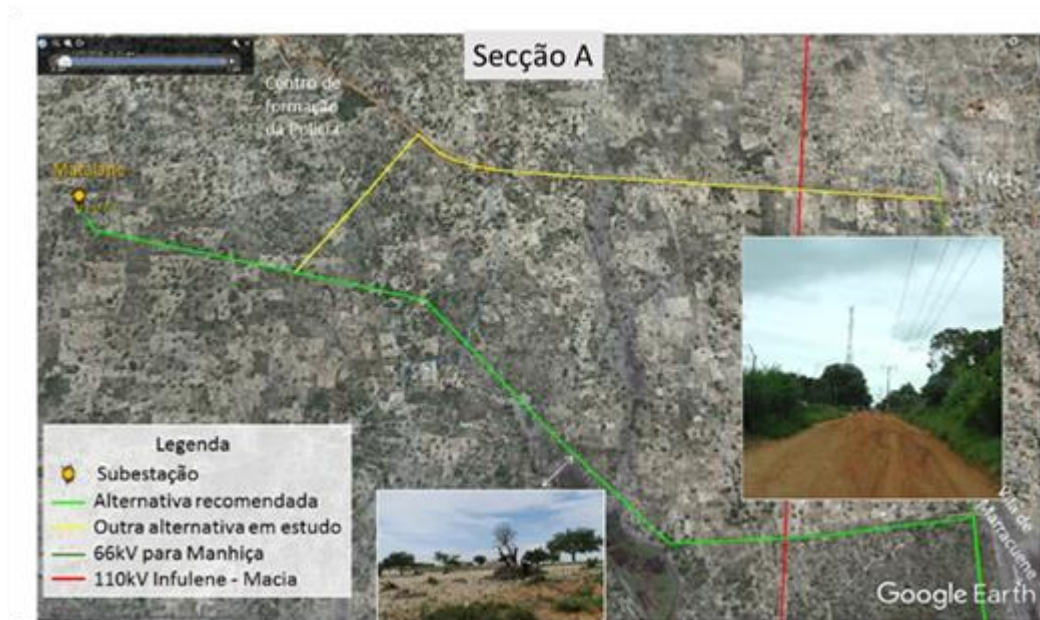 Secção A
Centro de
formação
da Polícia
Matalane
Legenda
Subestação
Alternativa recomendada
Outra alternativa em estudo
66kV para Manhiça
110kV Infulene - Macia
Vila de
Marracuene
Google Earth